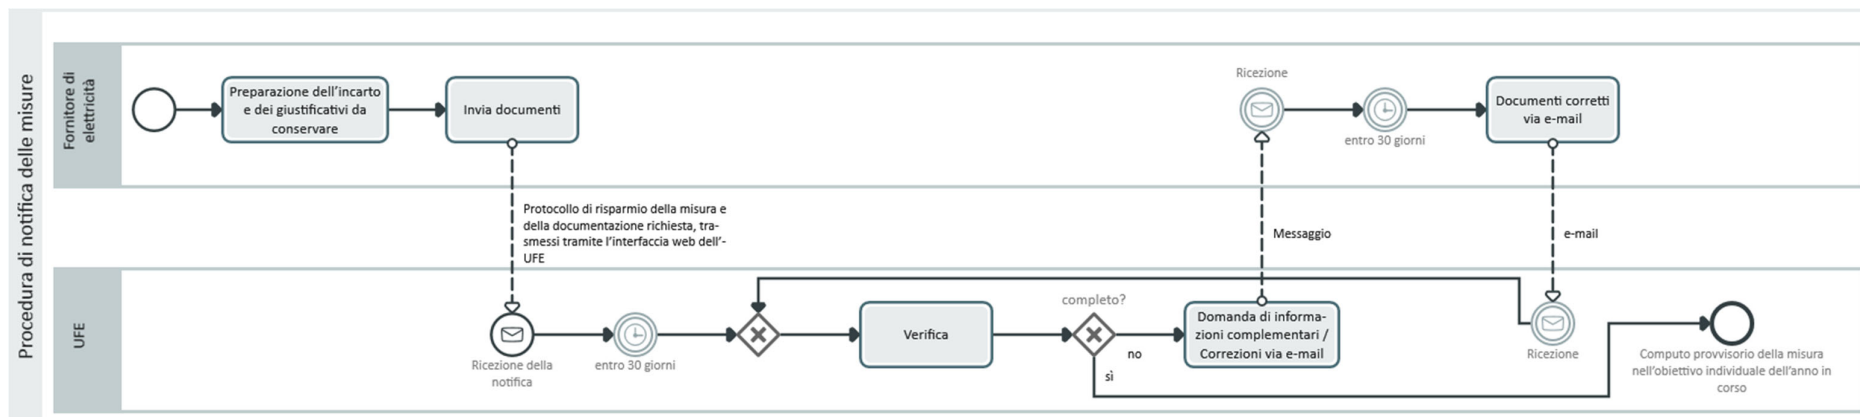 Procedura di notifica delle misure
Fornitore di
elettricità
Preparazione dell'incarto
e dei giustificativi da
conservare
Invia documenti
Ricezione
entro 30 giorni
Documenti corretti
via e-mail
Protocollo di risparmio della misura e
della documentazione richiesta, tra-
smessi tramite l'interfaccia web dell'-
UFE
Messaggio
e-mail
UFE
Ricezione della
notifica
entro 30 giorni
Verifica
completo?
no
sì
Domanda di informa-
zioni complementari /
Correzioni via e-mail
Ricezione
Computo provvisorio della misura
nell'obiettivo individuale dell'anno in
corso